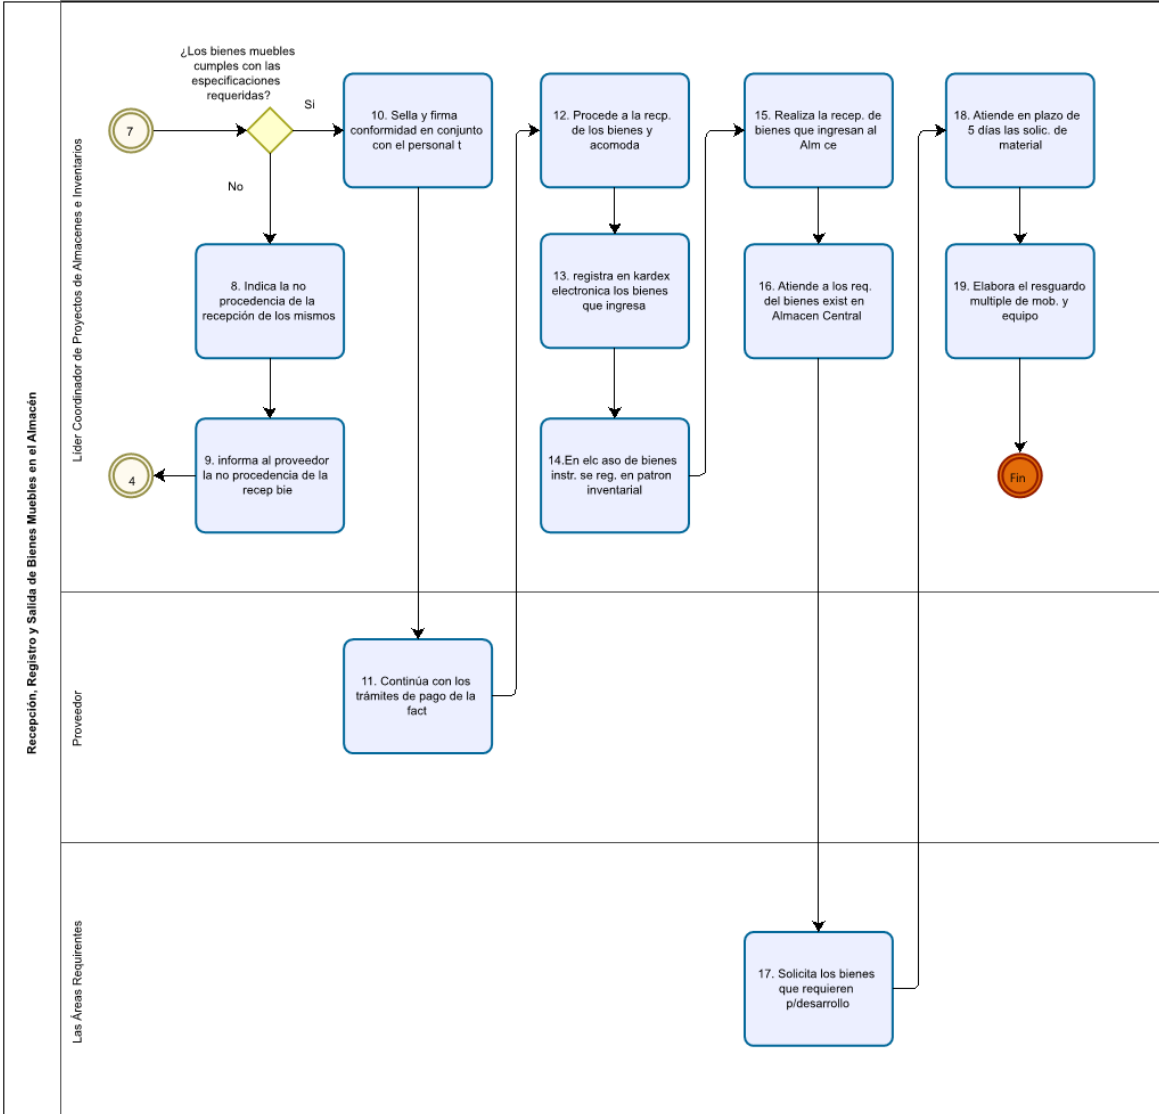 Recepción, Registro y Salida de Bienes Muebles en el Almacén
Líder Coordinador de Proyectos de Almacenes e Inventarios
¿Los bienes muebles
cumples con las
especificaciones
requeridas?
7
Si
No
8. Indica la no
procedencia de la
recepción de los mismos
9. informa al proveedor
la no procedencia de la
recep bie
4
10. Sella y firma
conformidad en conjunto
con el personal t
12. Procede a la recp.
de los bienes y
acomoda
13. registra en kardex
electronica los bienes
que ingresa
14.En elc aso de bienes
instr. se reg. en patron
inventarial
15. Realiza la recep. de
bienes que ingresan al
Alm ce
16. Atiende a los req.
del bienes exist en
Almacen Central
18. Atiende en plazo de
5 días las solic. de
material
19. Elabora el resguardo
multiple de mob. y
equipo
Fin
Proveedor
11. Continúa con los
trámites de pago de la
fact
Las Áreas Requirentes
17. Solicita los bienes
que requieren
p/desarrollo